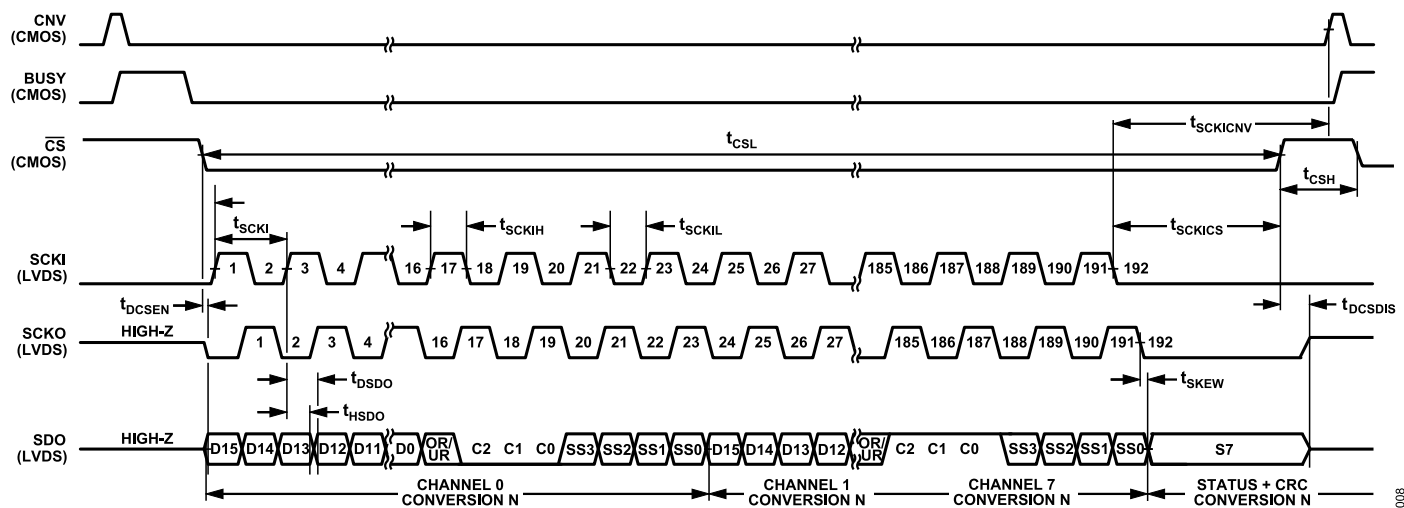 CNV
(CMOS)
BUSY
(CMOS)
tSCKICNV
CS
(CMOS)
tCSL
tCSH
tSCKI
tSCKIH
tSCKIL
tSCKICS
SCKI
(LVDS)
1 2 3 4 16 17 18 19 20 21 22 23 24 25 26 27 185 186 187 188 189 190 191 192
tDCSEN
tDCSDIS
SCKO
(LVDS)
HIGH-Z
1 2 3 4 16 17 18 19 20 21 22 23 24 25 26 27 185 186 187 188 189 190 191 192
tDSDO
tSKEW
tHSDO
SDO
(LVDS)
HIGH-Z
D15 D14 D13 D12 D11 D0 OR/UR C2 C1 C0 SS3 SS2 SS1 SS0 D15 D14 D13 D12 OR/UR C2 C1 C0 SS3 SS2 SS1 SS0 S7
CHANNEL 0
CONVERSION N
CHANNEL 1
CONVERSION N
CHANNEL 7
CONVERSION N
STATUS + CRC
CONVERSION N
008